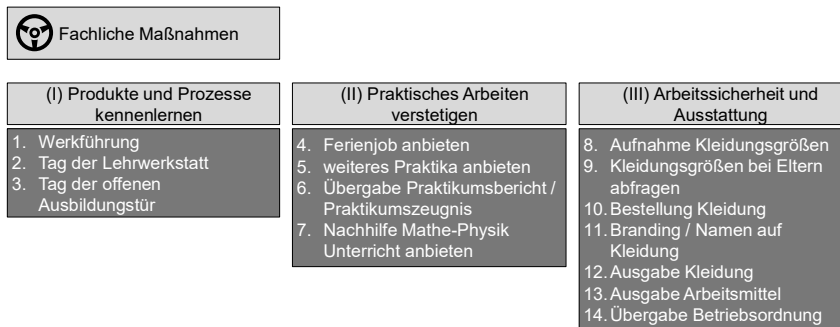 Fachliche Maßnahmen
(I) Produkte und Prozesse
kennenlernen
1. Werkführung
2. Tag der Lehrwerkstatt
3. Tag der offenen
Ausbildungstür
(II) Praktisches Arbeiten
verstetigen
4. Ferienjob anbieten
5. weiteres Praktika anbieten
6. Übergabe Praktikumsbericht /
Praktikumszeugnis
7. Nachhilfe Mathe-Physik
Unterricht anbieten
(III) Arbeitssicherheit und
Ausstattung
8. Aufnahme Kleidungsgrößen
9. Kleidungsgrößen bei Eltern
abfragen
10. Bestellung Kleidung
11. Branding / Namen auf
Kleidung
12. Ausgabe Kleidung
13. Ausgabe Arbeitsmittel
14. Übergabe Betriebsordnung